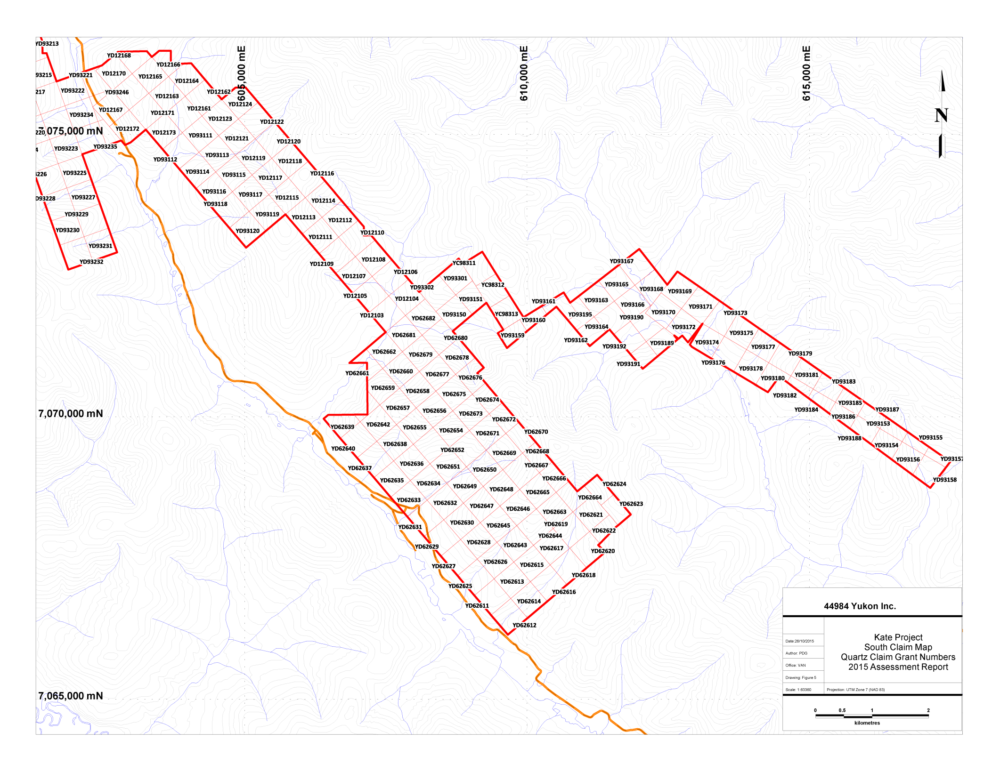 605,000 mE
610,000 mE
615,000 mE
7,075,000 mN
7,070,000 mN
7,065,000 mN
N
YD93213
YD12168
YD12166
93215
YD93221
YD12170
YD12165
YD12164
217
YD93222
YD93246
YD12163
YD12162
YD12124
YD93234
YD12167
YD12171
YD12161
YD12123
YD12122
220
YD12172
YD12173
YD93111
YD12121
YD12120
4
YD93223
YD93235
YD93112
YD93113
YD12119
YD12118
3226
YD93225
YD93114
YD93115
YD12117
YD12116
D93228
YD93227
YD93116
YD93117
YD12115
YD12114
YD93118
YD93229
YD93119
YD12113
YD12112
YD93230
YD93120
YD12111
YD12110
YD93231
YD93232
YD12109
YD12108
YD12107
YD12106
YC98311
YD93301
YD93302
YC98312
YD12105
YD12104
YD93151
YD12103
YD62682
YD93150
YC98313
YD93161
YD93160
YD93159
YD93167
YD93165
YD93168
YD93169
YD93163
YD93166
YD93171
YD93195
YD93190
YD93170
YD93173
YD93164
YD93172
YD93162
YD93192
YD93189
YD93174
YD93175
YD93191
YD93176
YD93177
YD93179
YD93178
YD93180
YD93181
YD93183
YD93182
YD93184
YD93185
YD93187
YD93186
YD93153
YD93188
YD93154
YD93155
YD93156
YD93157
YD93158
YD62681
YD62680
YD62662
YD62679
YD62678
YD62661
YD62660
YD62677
YD62676
YD62659
YD62658
YD62675
YD62674
YD62657
YD62656
YD62673
YD62672
YD62639
YD62642
YD62655
YD62654
YD62671
YD62670
YD62640
YD62638
YD62652
YD62669
YD62668
YD62637
YD62636
YD62651
YD62650
YD62667
YD62635
YD62634
YD62649
YD62648
YD62666
YD62665
YD62624
YD62633
YD62632
YD62647
YD62646
YD62663
YD62664
YD62623
YD62631
YD62630
YD62645
YD62619
YD62621
YD62629
YD62628
YD62643
YD62644
YD62622
YD62617
YD62620
YD62627
YD62626
YD62615
YD62618
YD62625
YD62613
YD62616
YD62611
YD62614
YD62612
44984 Yukon Inc.
Kate Project
South Claim Map
Quartz Claim Grant Numbers
2015 Assessment Report
Date:26/10/2015
Author: PDG
Office: VAN
Drawing: Figure 5
Scale: 1:63360
Projection: UTM Zone 7 (NAD 83)
0 0.5 1 2
kilometres